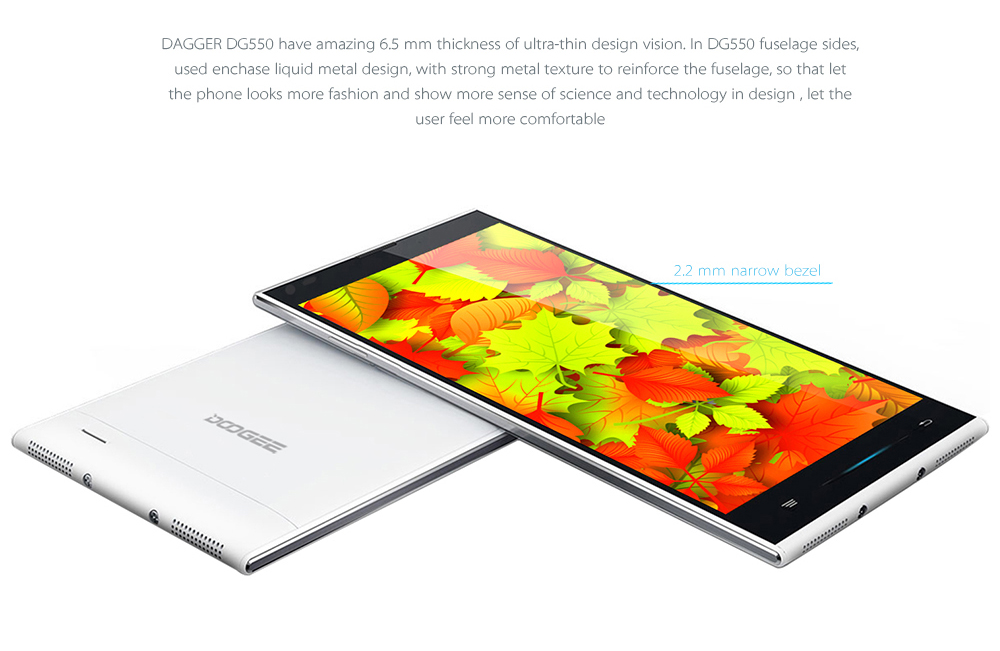 DAGGER DG550 have amazing 6.5 mm thickness of ultra-thin design vision. In DG550 fuselage sides,
used enchase liquid metal design, with strong metal texture to reinforce the fuselage, so that let
the phone looks more fashion and show more sense of science and technology in design , let the
user feel more comfortable
2.2 mm narrow bezel
DOOGEE